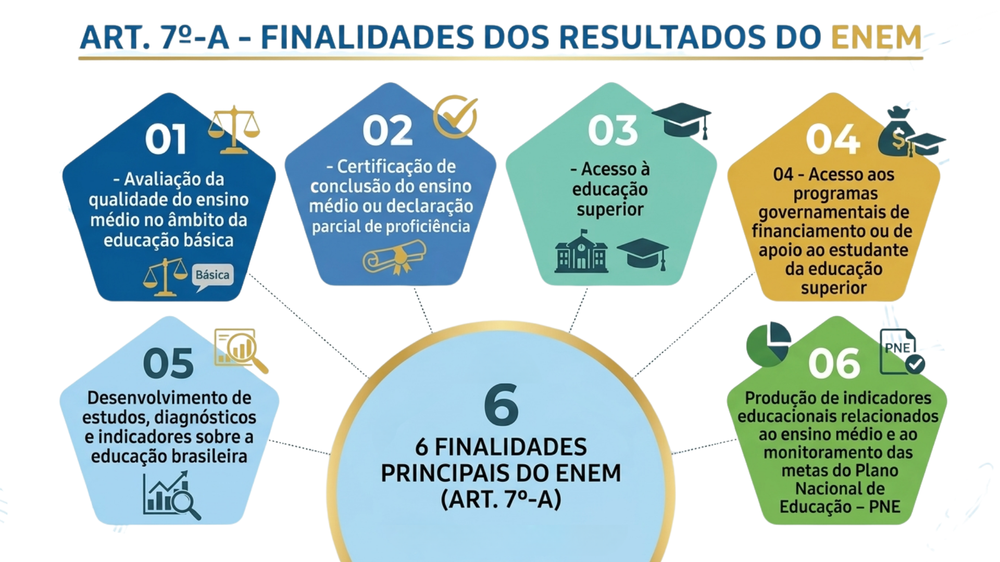 ART. 7º-A - FINALIDADES DOS RESULTADOS DO ENEM
01
- Avaliação da
qualidade do ensino
médio no âmbito da
educação básica
Básica
02
- Certificação de
conclusão do ensino
médio ou declaração
parcial de proficiência
03
- Acesso à
educação
superior
04
$
04 - Acesso aos
programas
governamentais de
financiamento ou de
apoio ao estudante
da educação
superior
05
Desenvolvimento de
estudos, diagnósticos
e indicadores sobre a
educação brasileira
6
6 FINALIDADES
PRINCIPAIS DO ENEM
(ART. 7º-A)
PNE
06
Produção de indicadores
educacionais relacionados
ao ensino médio e ao
monitoramento das
metas do Plano
Nacional de
Educação – PNE